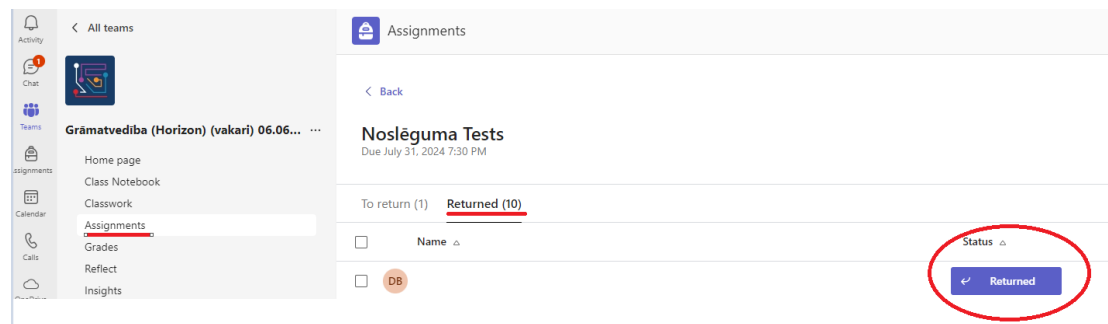 Activity
1
Chat
Teams
ssignments
Calendar
Calls
All teams
Grāmatvedība (Horizon) (vakari) 06.06... ...
Home page
Class Notebook
Classwork
Assignments
Grades
Reflect
Insights
Assignments
Back
Noslēguma Tests
Due July 31, 2024 7:30 PM
To return (1) Returned (10)
Name Status
DB Returned